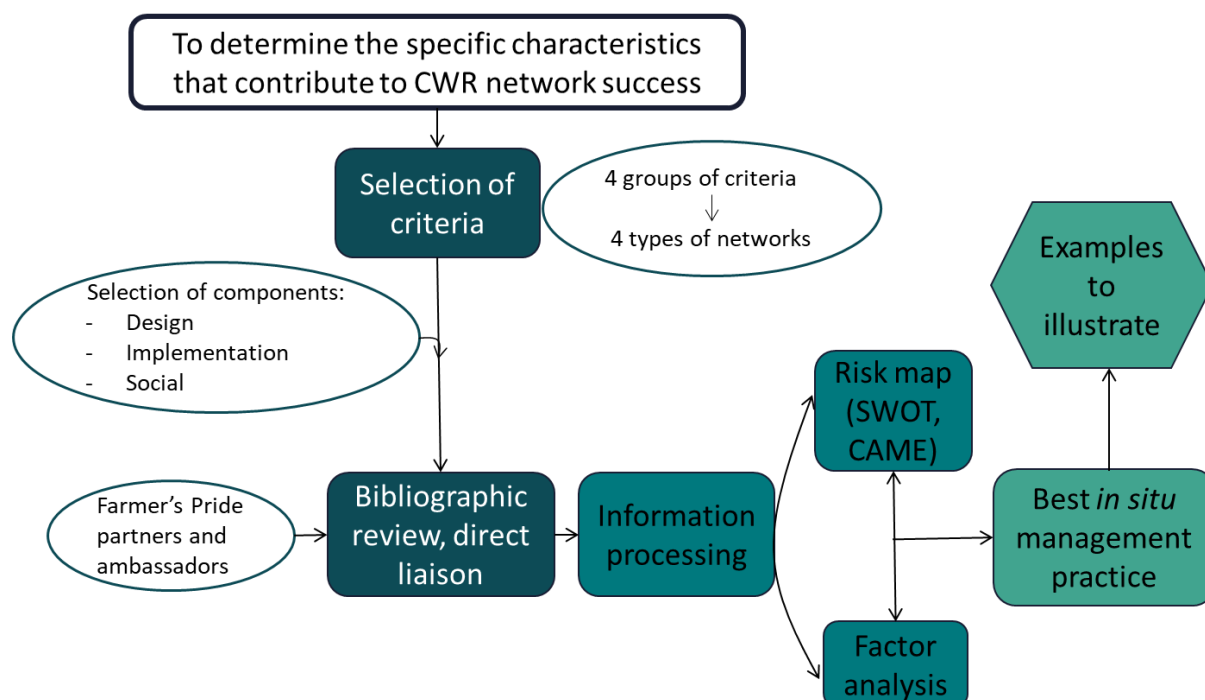 To determine the specific characteristics
that contribute to CWR network success
Selection of
criteria
4 groups of criteria
4 types of networks
Selection of components:
- Design
- Implementation
- Social
Farmer's Pride
partners and
ambassadors
Bibliographic
review, direct
liaison
Information
processing
Risk map
(SWOT,
CAME)
Factor
analysis
Best in situ
management
practice
Examples
to
illustrate